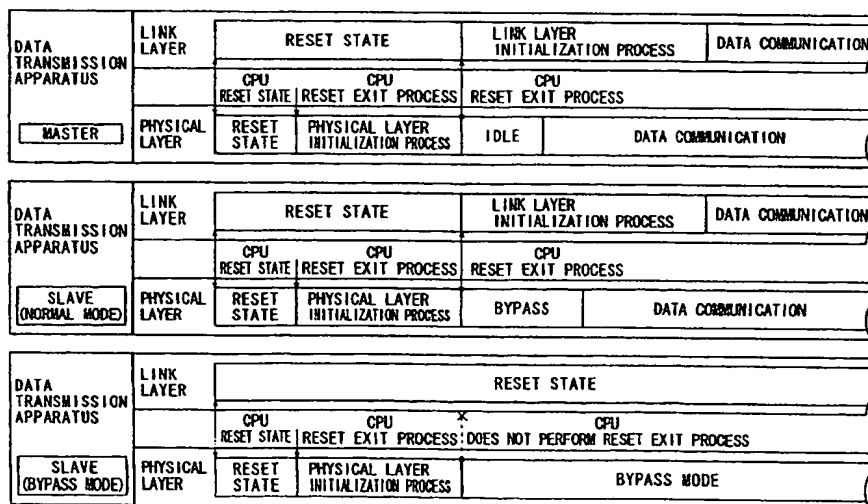 DATA
TRANSMISSION
APPARATUS
MASTER
LINK
LAYER
RESET STATE
LINK LAYER
INITIALIZATION PROCESS
DATA COMMUNICATION
CPU
RESET STATE
CPU
RESET EXIT PROCESS
CPU
RESET EXIT PROCESS
PHYSICAL
LAYER
RESET
STATE
PHYSICAL LAYER
INITIALIZATION PROCESS
IDLE
DATA COMMUNICATION
DATA
TRANSMISSION
APPARATUS
SLAVE
(NORMAL MODE)
LINK
LAYER
RESET STATE
LINK LAYER
INITIALIZATION PROCESS
DATA COMMUNICATION
CPU
RESET STATE
CPU
RESET EXIT PROCESS
CPU
RESET EXIT PROCESS
PHYSICAL
LAYER
RESET
STATE
PHYSICAL LAYER
INITIALIZATION PROCESS
BYPASS
DATA COMMUNICATION
DATA
TRANSMISSION
APPARATUS
SLAVE
(BYPASS MODE)
LINK
LAYER
RESET STATE
CPU
RESET STATE
CPU
RESET EXIT PROCESS
X
CPU
DOES NOT PERFORM RESET EXIT PROCESS
PHYSICAL
LAYER
RESET
STATE
PHYSICAL LAYER
INITIALIZATION PROCESS
BYPASS MODE